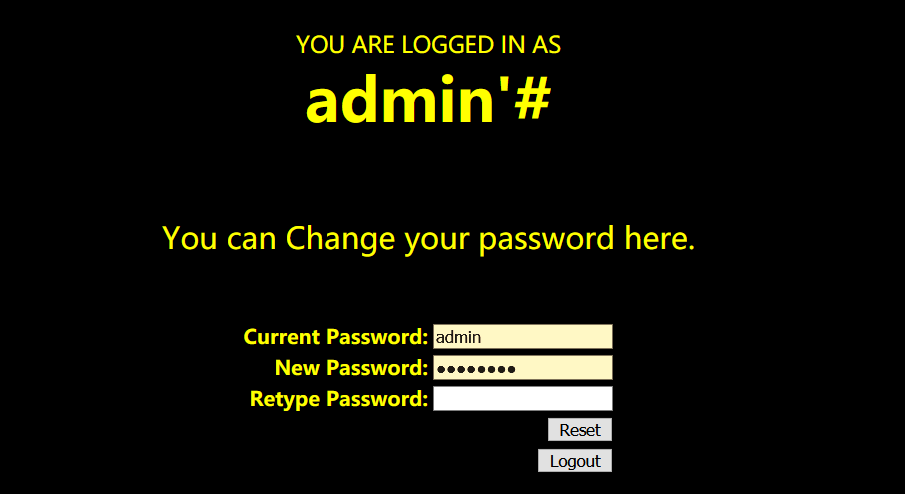 YOU ARE LOGGED IN AS
admin'#
You can Change your password here.
Current Password: admin
New Password: ●●●●●●●●
Retype Password:
Reset
Logout